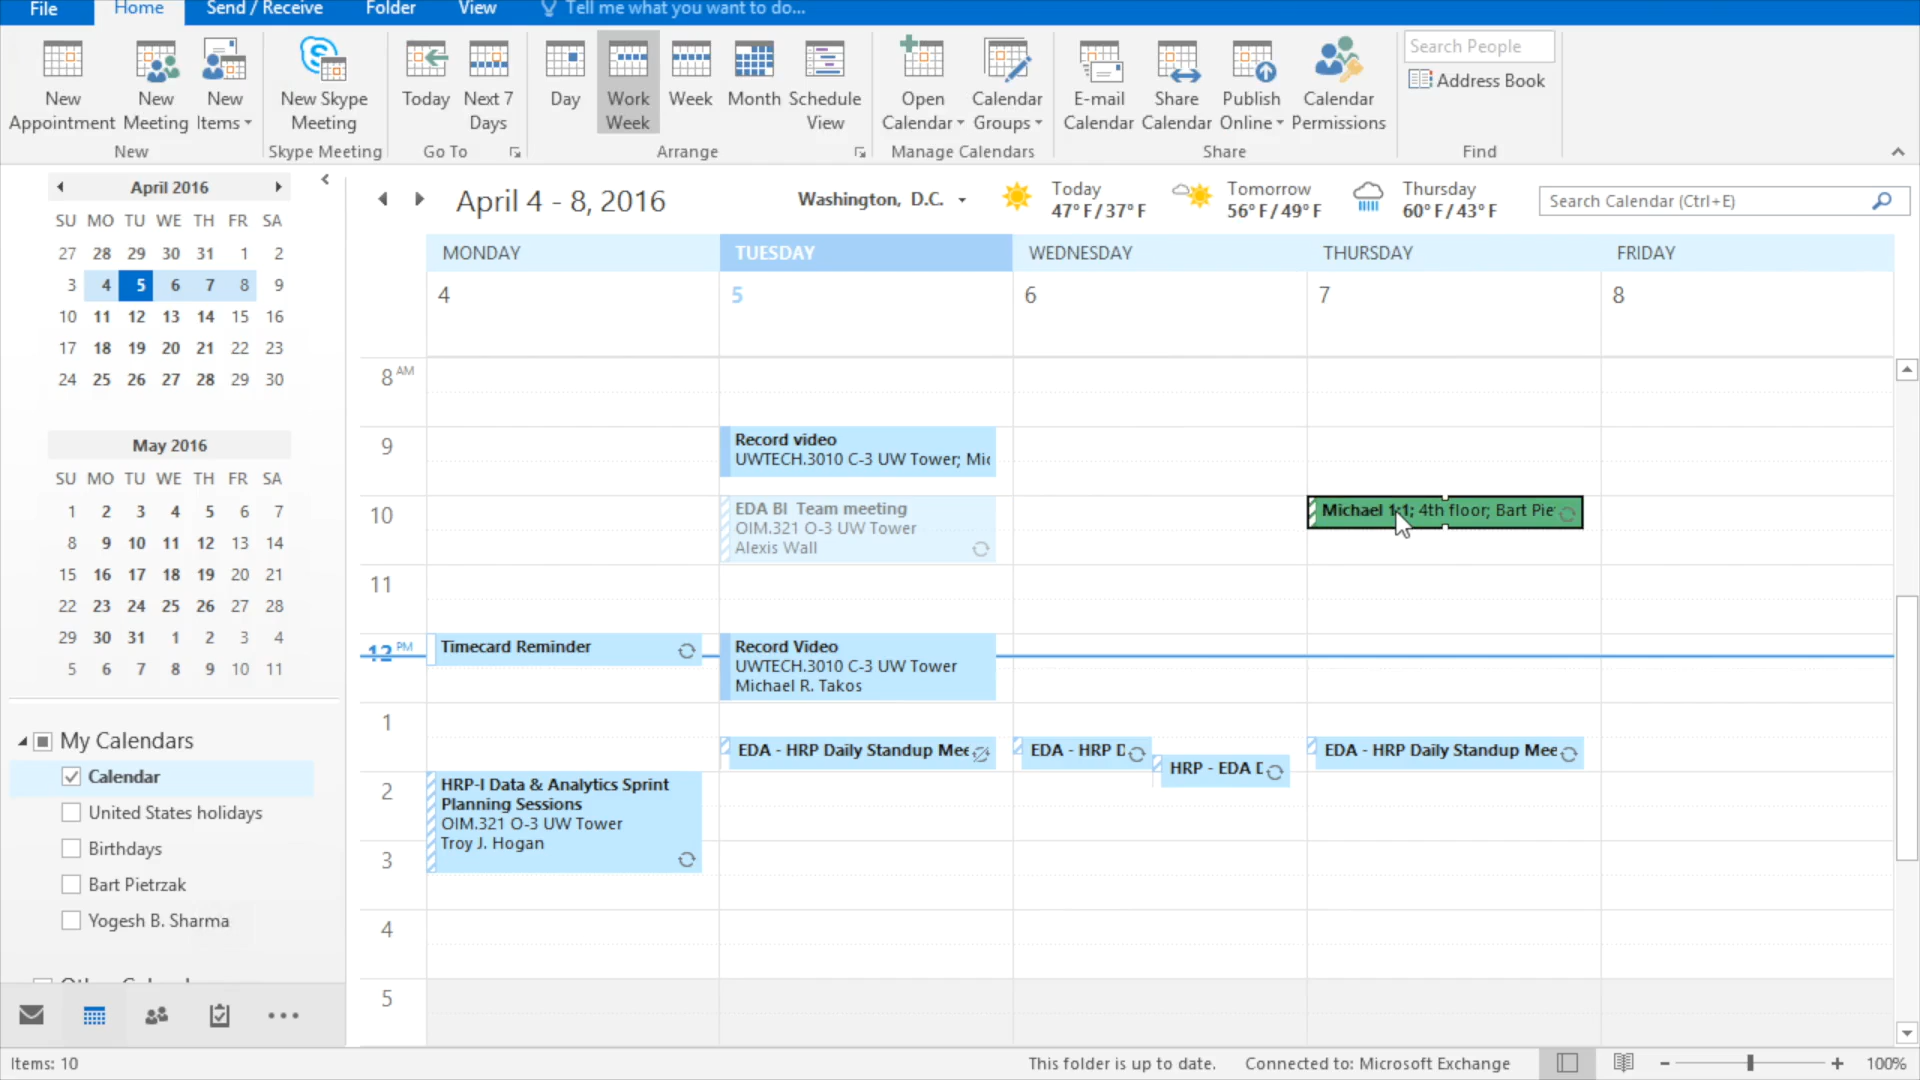 File Home Send / Receive Folder View Tell me what you want to do...
New Appointment
New Meeting
New Items
New Skype Meeting
Today
Next 7 Days
Day
Work Week
Week
Month
Schedule View
Open Calendar
Calendar Groups
E-mail Calendar
Share Calendar
Publish Online
Calendar Permissions
Search People
Address Book
New Skype Meeting Go To Arrange Manage Calendars Share Find
April 2016
SU MO TU WE TH FR SA
27 28 29 30 31 1 2
3 4 5 6 7 8 9
10 11 12 13 14 15 16
17 18 19 20 21 22 23
24 25 26 27 28 29 30
May 2016
SU MO TU WE TH FR SA
1 2 3 4 5 6 7
8 9 10 11 12 13 14
15 16 17 18 19 20 21
22 23 24 25 26 27 28
29 30 31 1 2 3 4
5 6 7 8 9 10 11
My Calendars
Calendar
United States holidays
Birthdays
Bart Pietrzak
Yogesh B. Sharma
April 4 - 8, 2016
Washington, D.C.
Today
47° F / 37° F
Tomorrow
56° F / 49° F
Thursday
60° F / 43° F
Search Calendar (Ctrl+E)
MONDAY TUESDAY WEDNESDAY THURSDAY FRIDAY
4 5 6 7 8
8 AM
9
10
11
12 PM
1
2
3
4
5
Timecard Reminder
HRP-I Data & Analytics Sprint
Planning Sessions
OIM.321 O-3 UW Tower
Troy J. Hogan
Record video
UWTECH.3010 C-3 UW Tower; Mic
EDA BI Team meeting
OIM.321 O-3 UW Tower
Alexis Wall
Record Video
UWTECH.3010 C-3 UW Tower
Michael R. Takos
EDA - HRP Daily Standup Mee
EDA - HRP D
HRP - EDA D
Michael 1:1; 4th floor; Bart Pie
EDA - HRP Daily Standup Mee
Items: 10
This folder is up to date. Connected to: Microsoft Exchange 100%